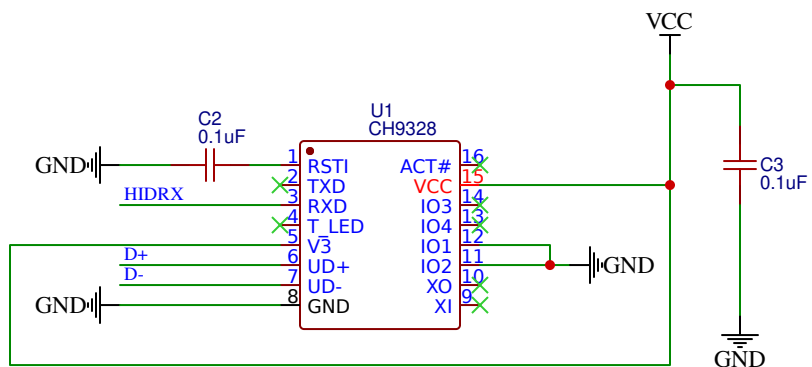 VCC
U1
CH9328
C2
0.1uF
C3
0.1uF
GND
1 RSTI
2 TXD
HIDRX
3 RXD
4 T_LED
5 V3
D+
6 UD+
D-
7 UD-
GND
8 GND
16 ACT#
15 VCC
14 IO3
13 IO4
12 IO1
11 IO2
GND
10 XO
9 XI
GND